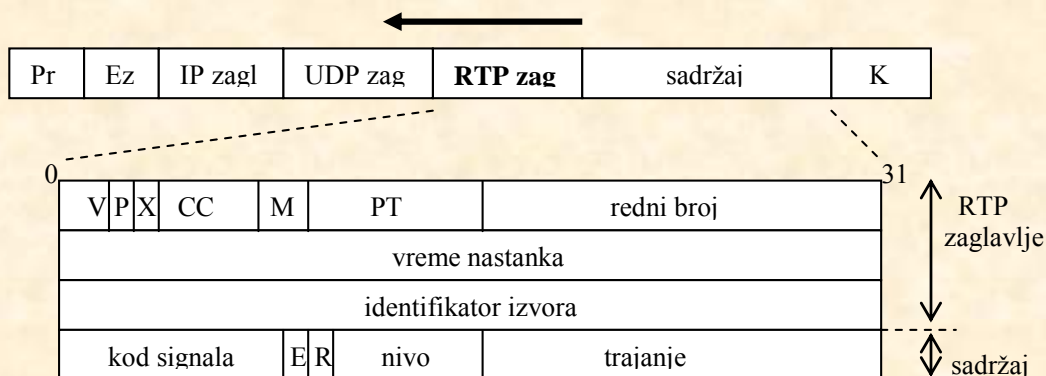 Pr Ez IP zagl UDP zag RTP zag sadržaj K
0 31
V P X CC M PT redni broj
RTP
zaglavlje
vreme nastanka
identifikator izvora
kod signala E R nivo trajanje
sadržaj